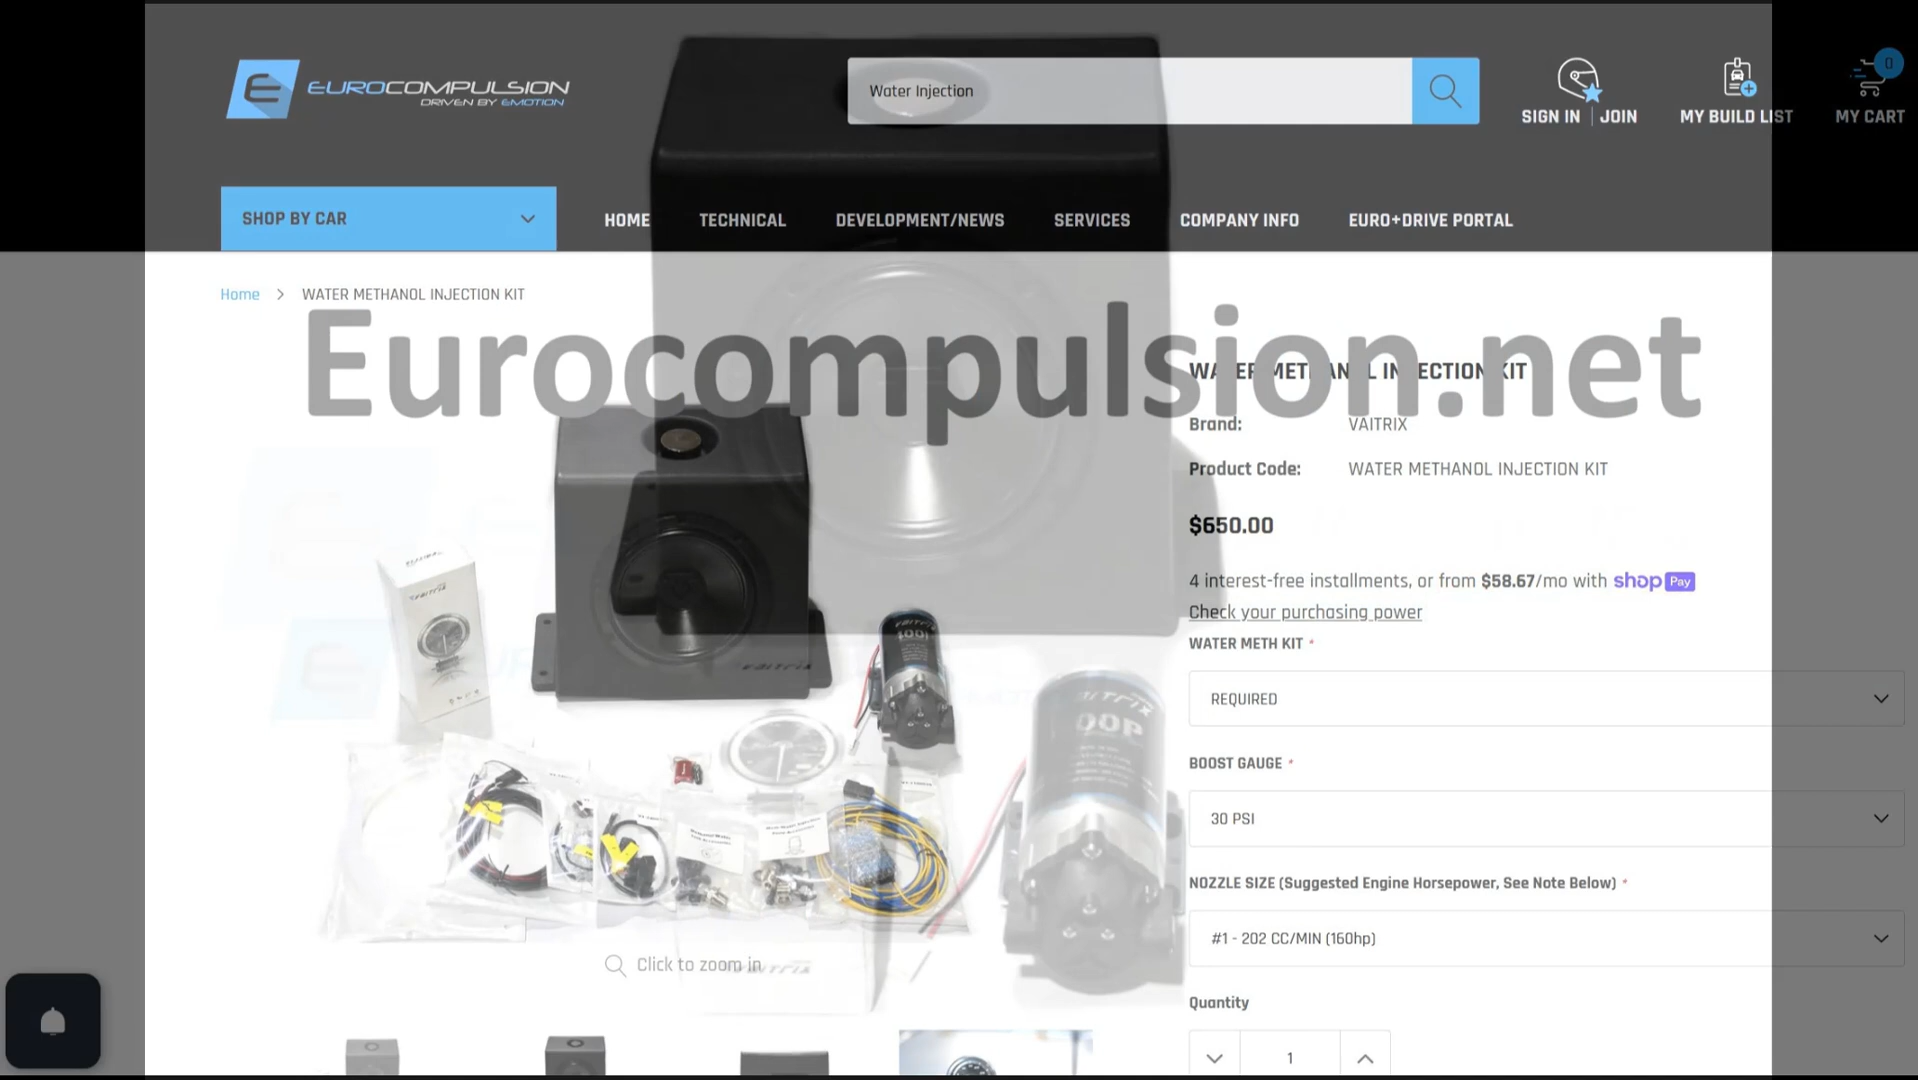 EUROCOMPULSION
DRIVEN BY EMOTION
Water Injection
SIGN IN | JOIN
MY BUILD LIST
0
MY CART
SHOP BY CAR
HOME
TECHNICAL
DEVELOPMENT/NEWS
SERVICES
COMPANY INFO
EURO+DRIVE PORTAL
Home > WATER METHANOL INJECTION KIT
Eurocompulsion.net
WATER METHANOL INJECTION KIT
Brand: VAITRIX
Product Code: WATER METHANOL INJECTION KIT
$650.00
4 interest-free installments, or from $58.67/mo with shop Pay
Check your purchasing power
WATER METH KIT *
REQUIRED
BOOST GAUGE *
30 PSI
NOZZLE SIZE (Suggested Engine Horsepower, See Note Below) *
#1 - 202 CC/MIN (160hp)
Click to zoom in
Quantity
1